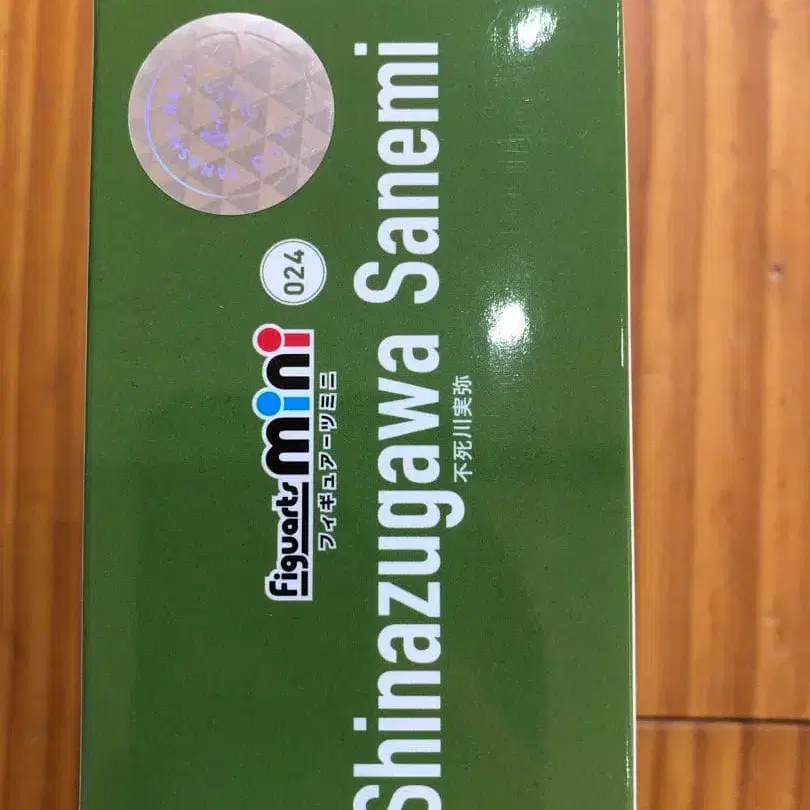 024
Figuarts mini
フィギュアーツミニ
Shinazugawa Sanemi
不死川実弥